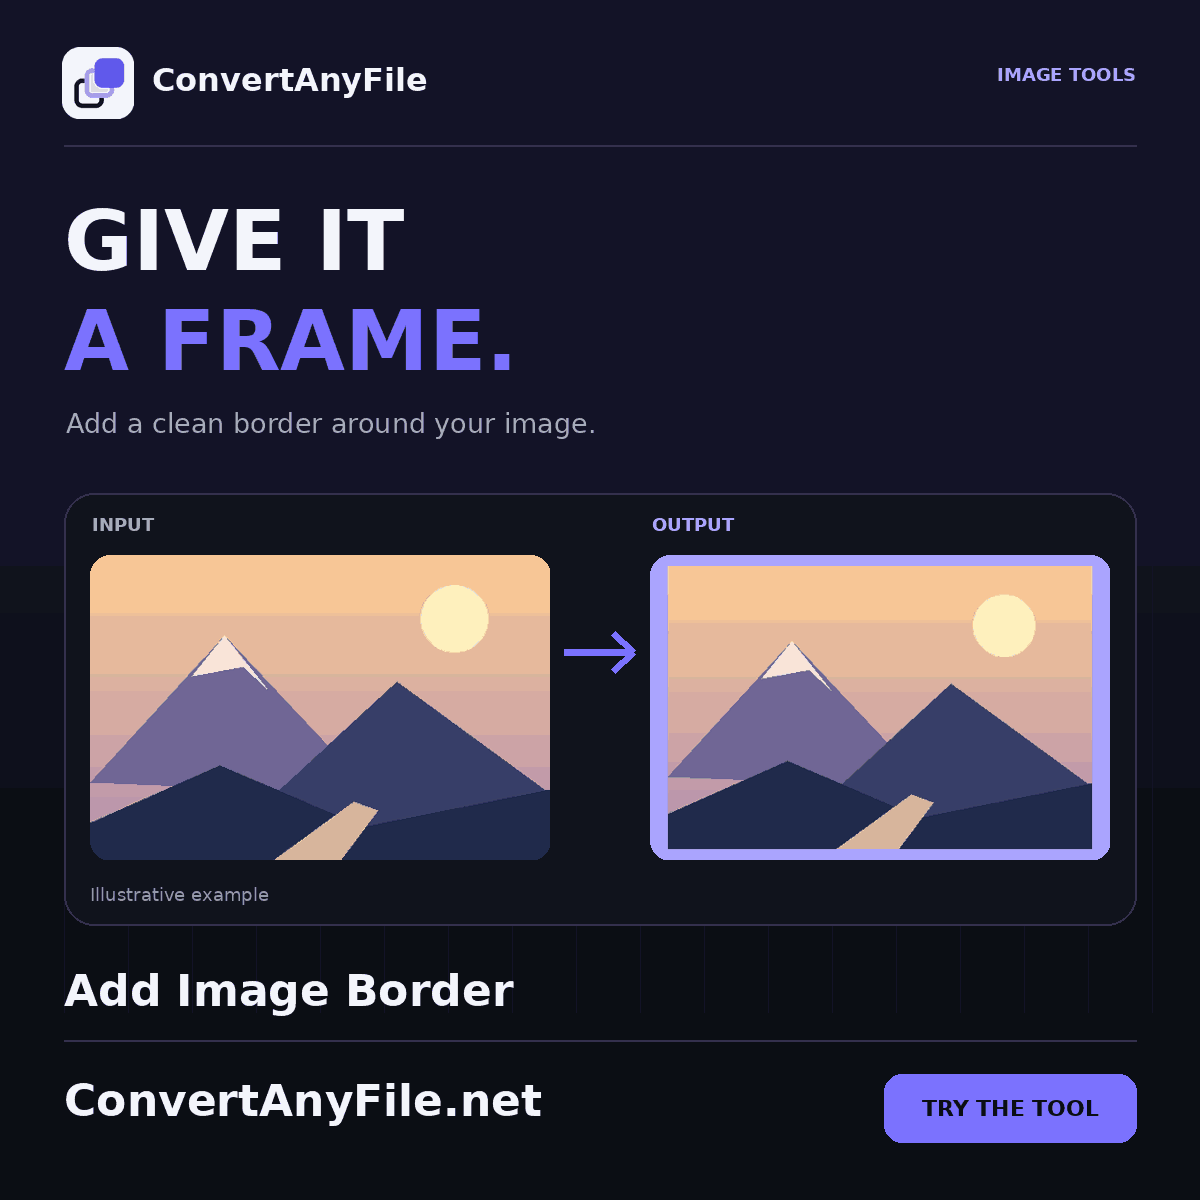 ConvertAnyFile
IMAGE TOOLS
GIVE IT
A FRAME.
Add a clean border around your image.
INPUT
OUTPUT
Illustrative example
Add Image Border
ConvertAnyFile.net
TRY THE TOOL